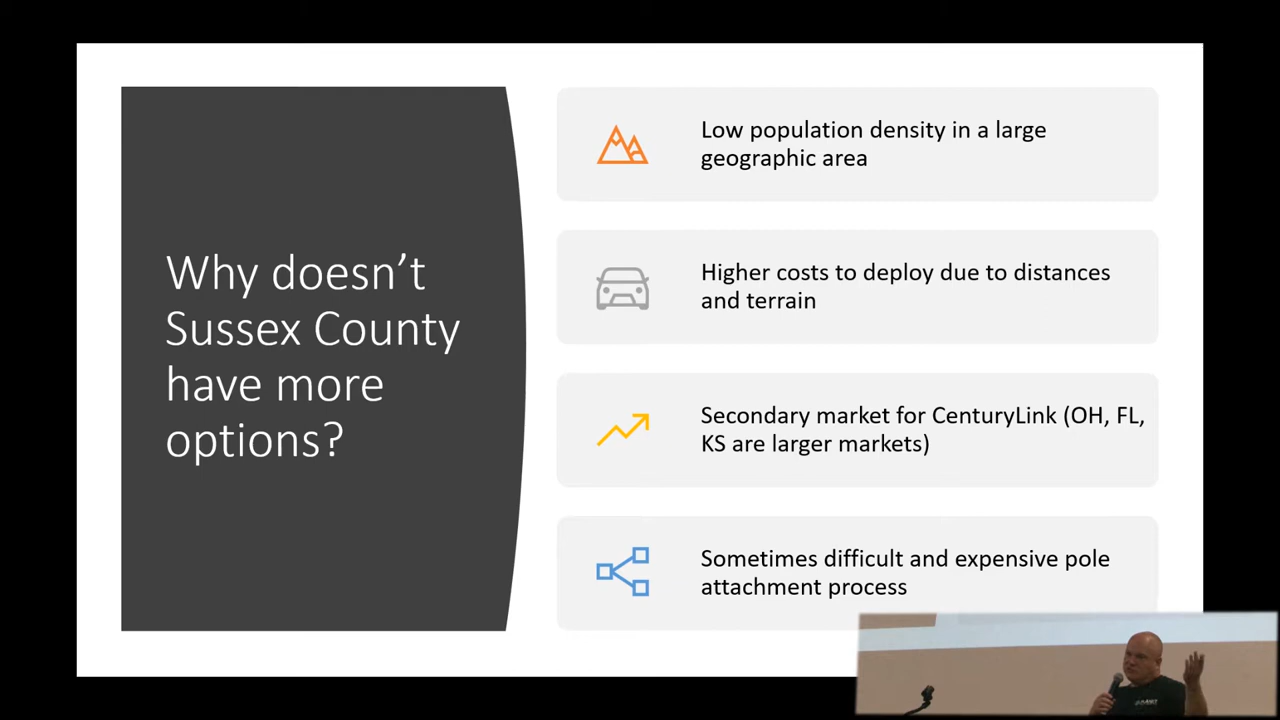 Why doesn't
Sussex County
have more
options?
Low population density in a large
geographic area
Higher costs to deploy due to distances
and terrain
Secondary market for CenturyLink (OH, FL,
KS are larger markets)
Sometimes difficult and expensive pole
attachment process